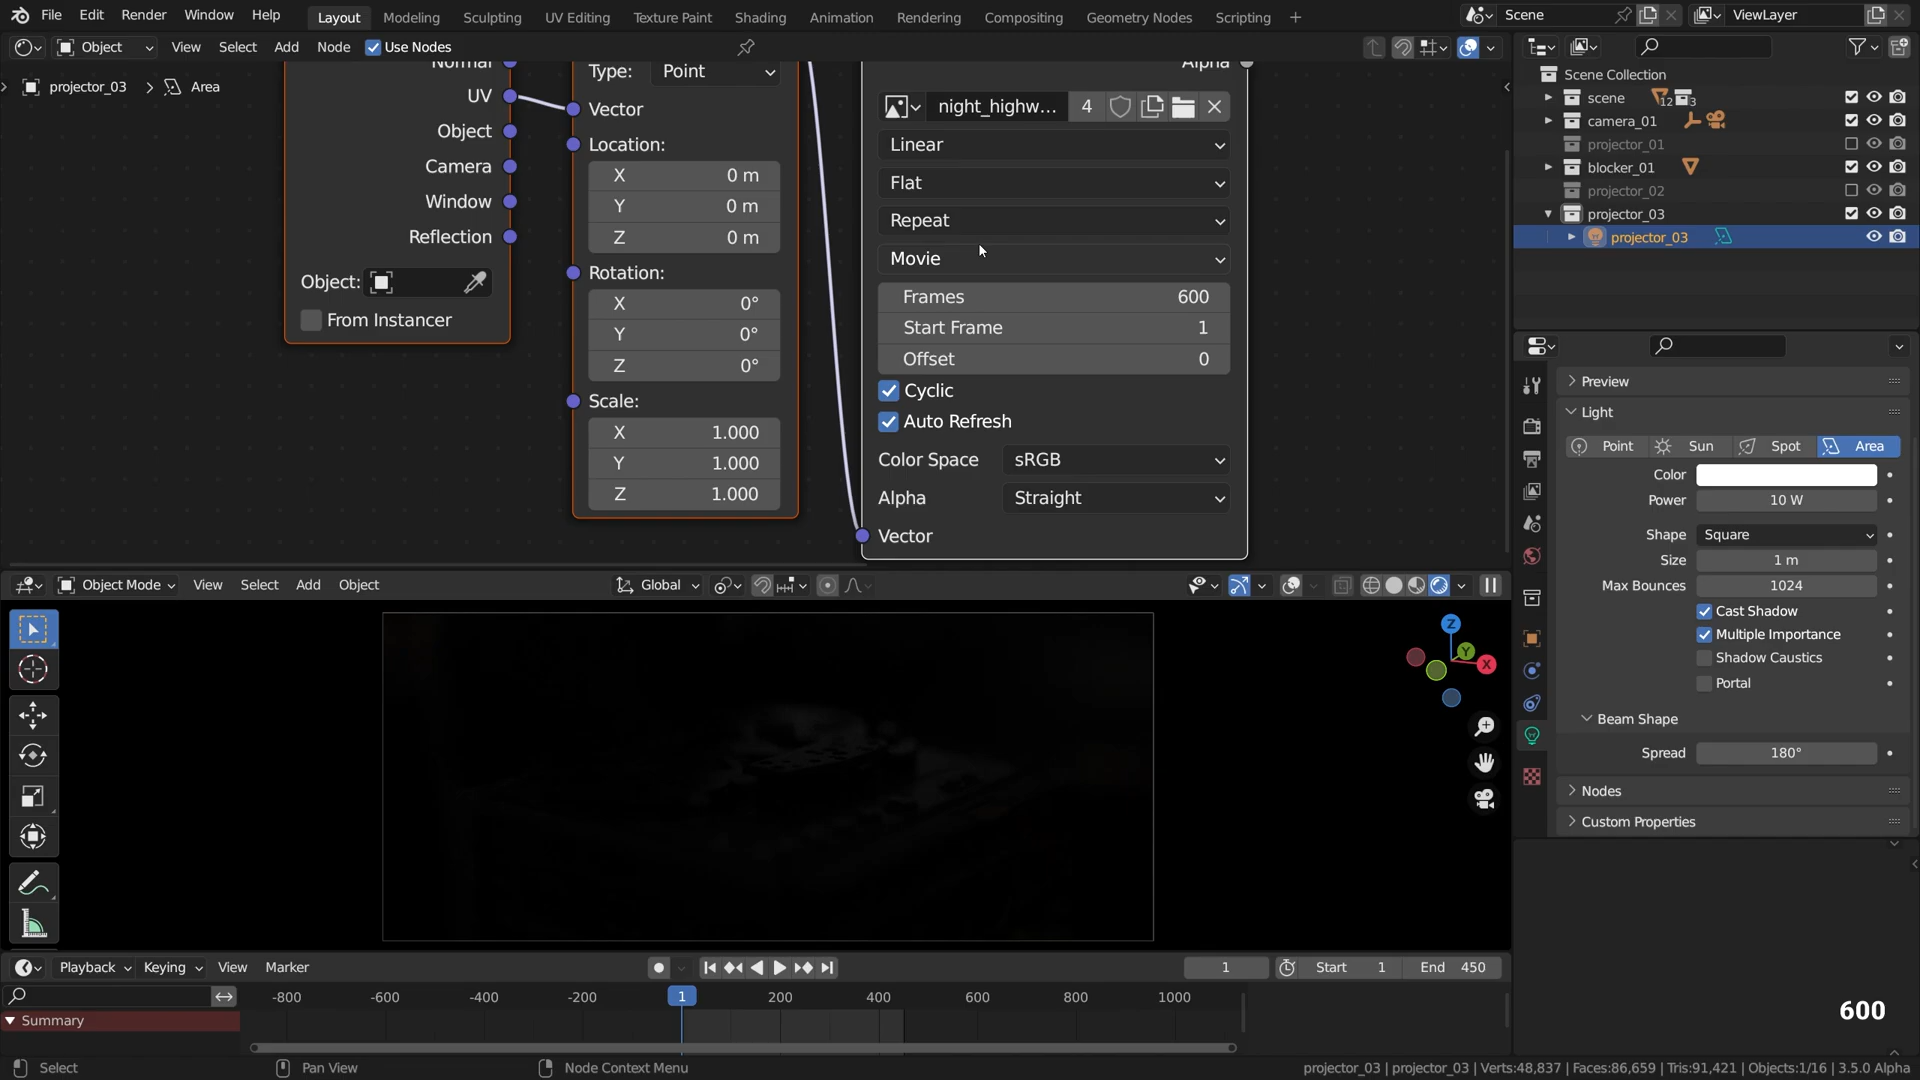 File Edit Render Window Help Layout Modeling Sculpting UV Editing Texture Paint Shading Animation Rendering Compositing Geometry Nodes Scripting + Scene ViewLayer
Object View Select Add Node Use Nodes
projector_03 > Area
Normal
UV
Object
Camera
Window
Reflection
Object:
From Instancer
Type: Point
Vector
Location:
X 0 m
Y 0 m
Z 0 m
Rotation:
X 0°
Y 0°
Z 0°
Scale:
X 1.000
Y 1.000
Z 1.000
Alpha
night_highw... 4
Linear
Flat
Repeat
Movie
Frames 600
Start Frame 1
Offset 0
Cyclic
Auto Refresh
Color Space sRGB
Alpha Straight
Vector
Scene Collection
scene 12 3
camera_01
projector_01
blocker_01
projector_02
projector_03
projector_03
Preview
Light
Point Sun Spot Area
Color
Power 10 W
Shape Square
Size 1 m
Max Bounces 1024
Cast Shadow
Multiple Importance
Shadow Caustics
Portal
Beam Shape
Spread 180°
Nodes
Custom Properties
Object Mode View Select Add Object Global
Z
Y
X
Playback Keying View Marker 1 Start 1 End 450
-800 -600 -400 -200 1 200 400 600 800 1000
Summary
600
Select Pan View Node Context Menu projector_03 | projector_03 | Verts:48,837 | Faces:86,659 | Tris:91,421 | Objects:1/16 | 3.5.0 Alpha